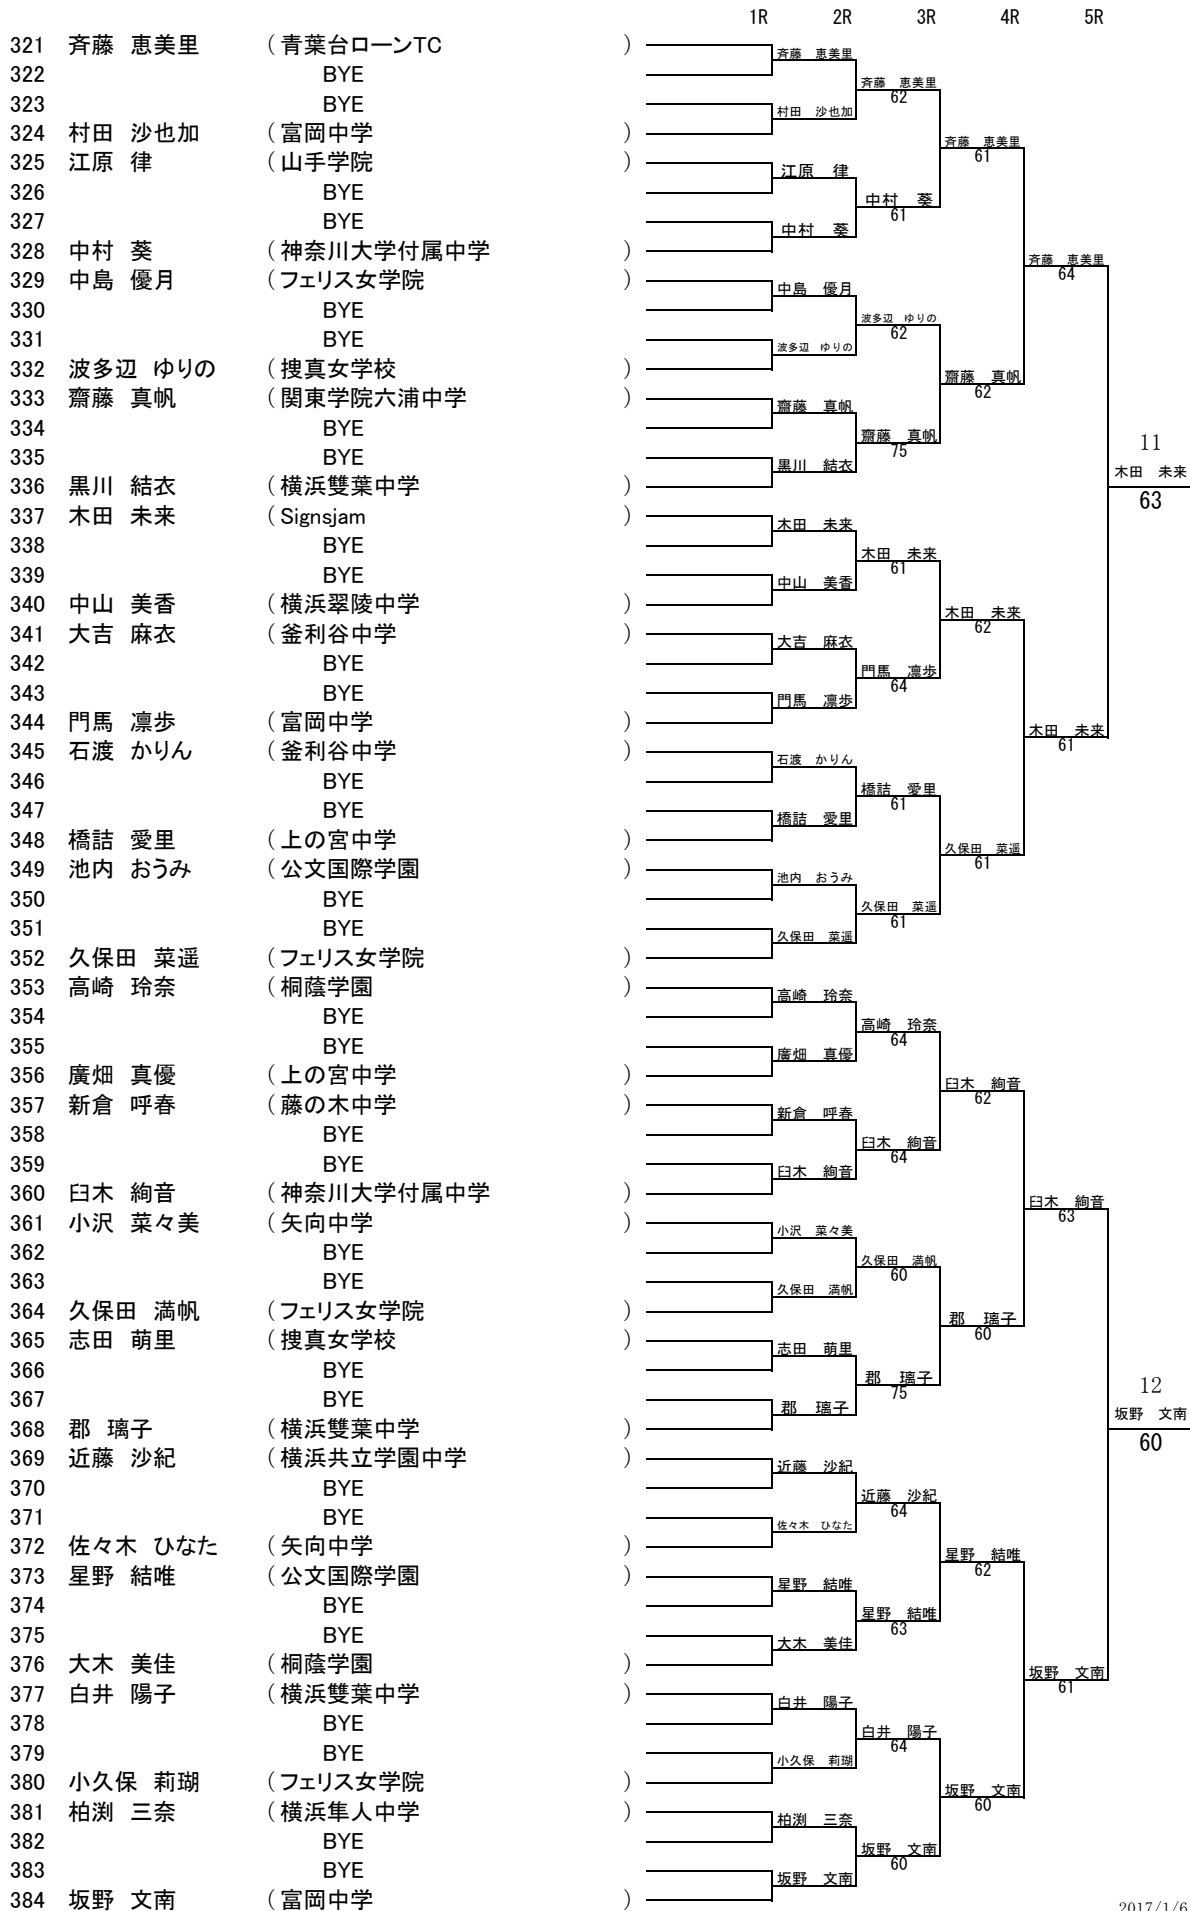 1R 2R 3R 4R 5R
321 斉藤 恵美里 ( 青葉台ローンTC ) 斉藤 恵美里
322 BYE 斉藤 恵美里
323 BYE 62
村田 沙也加
324 村田 沙也加 ( 富岡中学 ) 斉藤 恵美里
325 江原 律 ( 山手学院 ) 61
江原 律
326 BYE 中村 葵
327 BYE 61
中村 葵
328 中村 葵 ( 神奈川大学付属中学 ) 斉藤 恵美里
329 中島 優月 ( フェリス女学院 ) 64
中島 優月
330 BYE 波多辺 ゆりの
331 BYE 62
波多辺 ゆりの
332 波多辺 ゆりの ( 捜真女学校 ) 齋藤 真帆
333 齋藤 真帆 ( 関東学院六浦中学 ) 62
齋藤 真帆
334 BYE 齋藤 真帆 11
335 BYE 75
黒川 結衣 木田 未来
336 黒川 結衣 ( 横浜雙葉中学 ) 63
337 木田 未来 ( Signsjam )
木田 未来
338 BYE 木田 未来
339 BYE 61
中山 美香
340 中山 美香 ( 横浜翠陵中学 ) 木田 未来
341 大吉 麻衣 ( 釜利谷中学 ) 62
大吉 麻衣
342 BYE 門馬 凛歩
343 BYE 64
門馬 凛歩
344 門馬 凛歩 ( 富岡中学 ) 木田 未来
345 石渡 かりん ( 釜利谷中学 ) 61
石渡 かりん
346 BYE 橋詰 愛里
347 BYE 61
橋詰 愛里
348 橋詰 愛里 ( 上の宮中学 ) 久保田 菜遥
349 池内 おうみ ( 公文国際学園 ) 61
池内 おうみ
350 BYE 久保田 菜遥
351 BYE 61
久保田 菜遥
352 久保田 菜遥 ( フェリス女学院 )
353 高崎 玲奈 ( 桐蔭学園 )
高崎 玲奈
354 BYE 高崎 玲奈
355 BYE 64
廣畑 真優
356 廣畑 真優 ( 上の宮中学 ) 臼木 絢音
357 新倉 呼春 ( 藤の木中学 ) 62
新倉 呼春
358 BYE 臼木 絢音
359 BYE 64
臼木 絢音
360 臼木 絢音 ( 神奈川大学付属中学 ) 臼木 絢音
361 小沢 菜々美 ( 矢向中学 ) 63
小沢 菜々美
362 BYE 久保田 満帆
363 BYE 60
久保田 満帆
364 久保田 満帆 ( フェリス女学院 ) 郡 璃子
365 志田 萌里 ( 捜真女学校 ) 60
志田 萌里
366 BYE 郡 璃子
367 BYE 75 12
郡 璃子 坂野 文南
368 郡 璃子 ( 横浜雙葉中学 ) 60
369 近藤 沙紀 ( 横浜共立学園中学 )
近藤 沙紀
370 BYE 近藤 沙紀
371 BYE 64
佐々木 ひなた
372 佐々木 ひなた ( 矢向中学 ) 星野 結唯
373 星野 結唯 ( 公文国際学園 ) 62
星野 結唯
374 BYE 星野 結唯
375 BYE 63
大木 美佳
376 大木 美佳 ( 桐蔭学園 ) 坂野 文南
377 白井 陽子 ( 横浜雙葉中学 ) 61
白井 陽子
378 BYE 白井 陽子
379 BYE 64
小久保 莉瑚
380 小久保 莉瑚 ( フェリス女学院 ) 坂野 文南
381 柏渕 三奈 ( 横浜隼人中学 ) 60
柏渕 三奈
382 BYE 坂野 文南
383 BYE 60
坂野 文南
384 坂野 文南 ( 富岡中学 )
2017/1/6